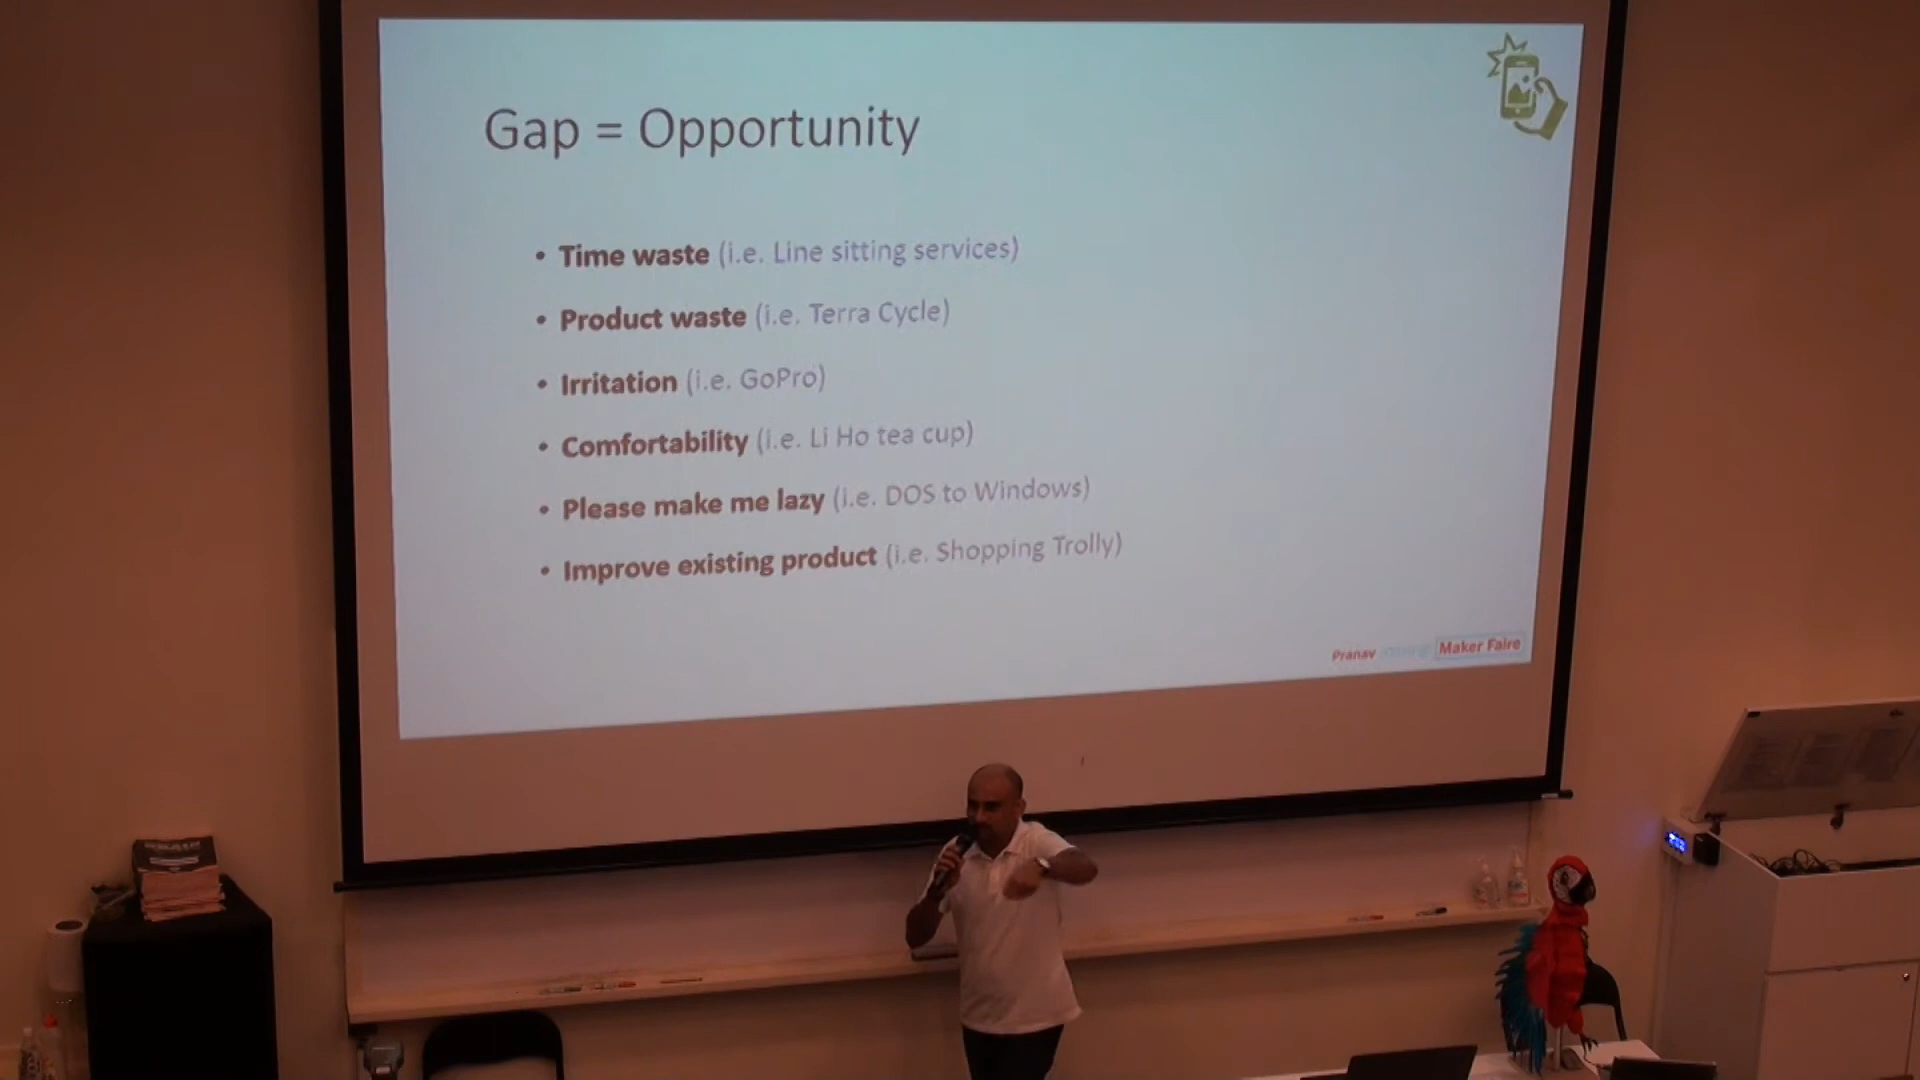 Gap = Opportunity
• Time waste (i.e. Line sitting services)
• Product waste (i.e. Terra Cycle)
• Irritation (i.e. GoPro)
• Comfortability (i.e. Li Ho tea cup)
• Please make me lazy (i.e. DOS to Windows)
• Improve existing product (i.e. Shopping Trolly)
Pranav Maker Faire